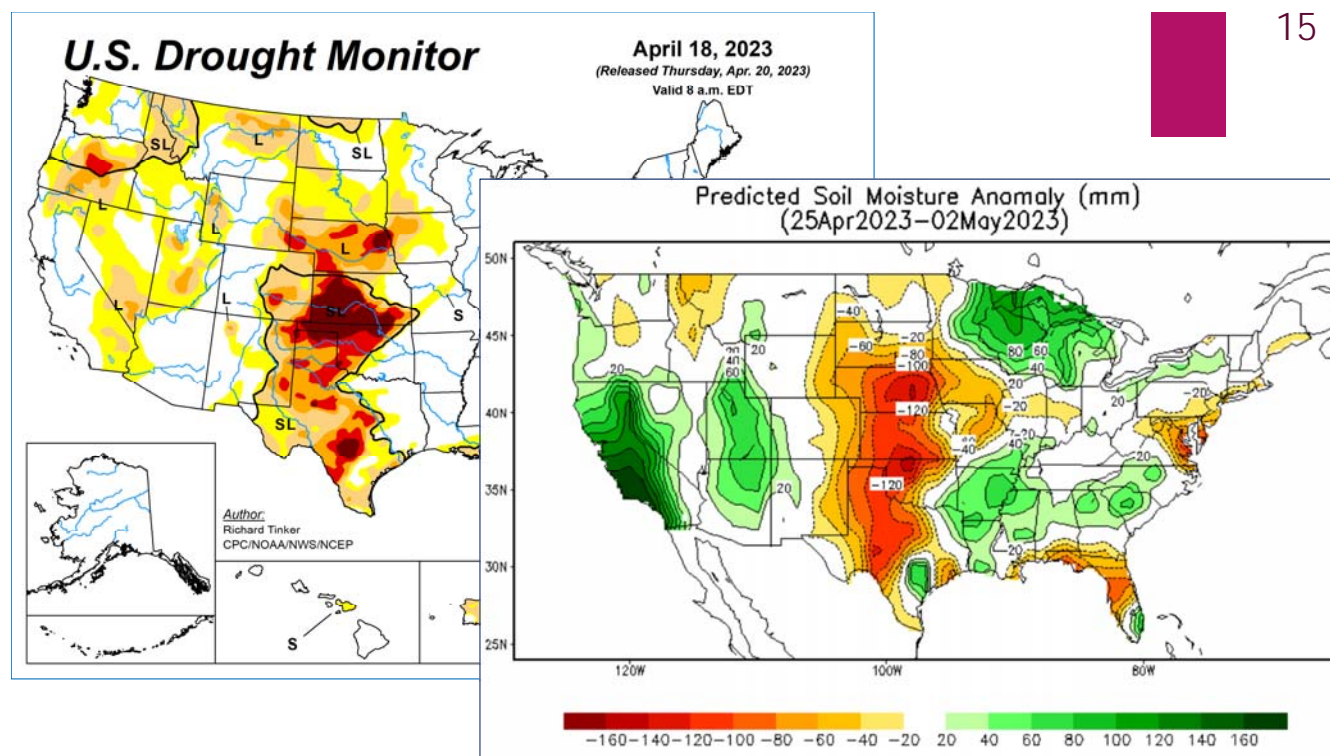 15
U.S. Drought Monitor
April 18, 2023
(Released Thursday, Apr. 20, 2023)
Valid 8 a.m. EDT
SL
L
SL
L
L
L
L
L
SL
S
SL
Author:
Richard Tinker
CPC/NOAA/NWS/NCEP
S
Predicted Soil Moisture Anomaly (mm)
(25Apr2023-02May2023)
50N
45N
40N
35N
30N
25N
120W
100W
80W
-40
-60
-20
-80
-100
-120
-120
20
40
60
20
20
20
80
60
40
20
-20
20
-20
-20
-40
40
20
20
-20
-160
-140
-120
-100
-80
-60
-40
-20
20
40
60
80
100
120
140
160